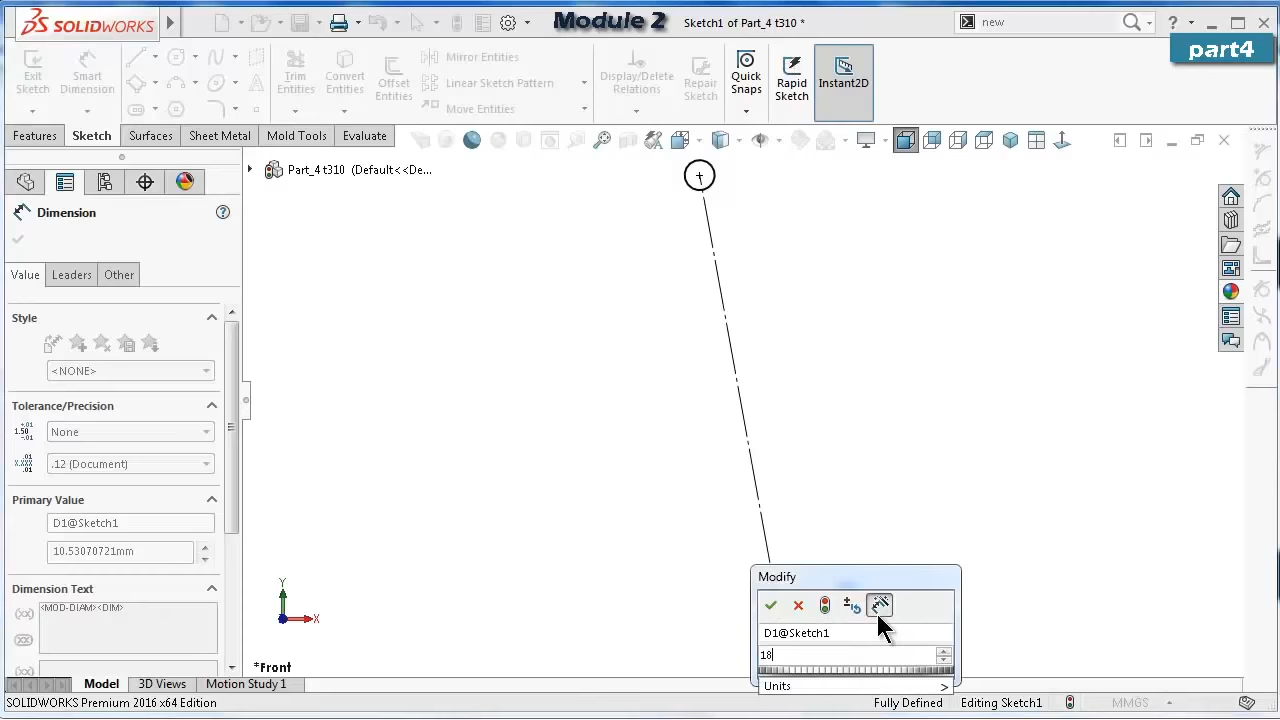 SOLIDWORKS
Module 2
Sketch1 of Part_4 t310 *
new
?
part4
Exit Sketch
Smart Dimension
Trim Entities
Convert Entities
Offset Entities
Mirror Entities
Linear Sketch Pattern
Move Entities
Display/Delete Relations
Repair Sketch
Quick Snaps
Rapid Sketch
Instant2D
Features
Sketch
Surfaces
Sheet Metal
Mold Tools
Evaluate
Part_4 t310 (Default<<De...
Dimension
?
Value
Leaders
Other
Style
<NONE>
Tolerance/Precision
None
.12 (Document)
Primary Value
D1@Sketch1
10.53070721mm
Dimension Text
<MOD-DIAM><DIM>
Y
X
*Front
Modify
D1@Sketch1
18
Units >
Model
3D Views
Motion Study 1
SOLIDWORKS Premium 2016 x64 Edition
Fully Defined
Editing Sketch1
MMGS